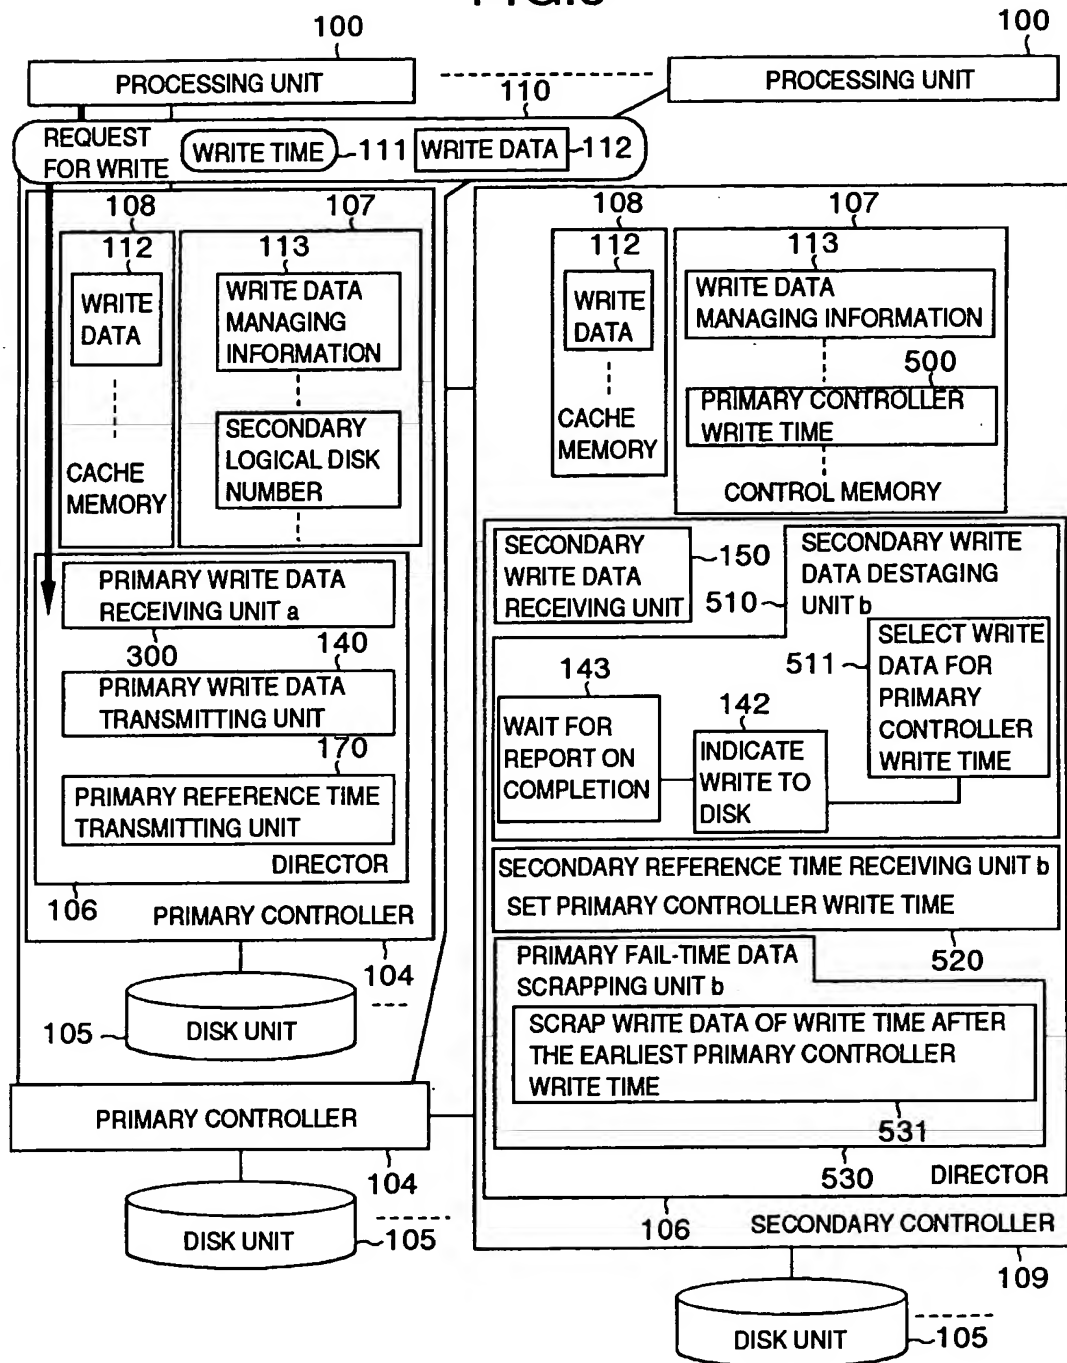 100
100
PROCESSING UNIT
PROCESSING UNIT
110
REQUEST
FOR WRITE
WRITE TIME
111
WRITE DATA
112
108
107
112
113
WRITE
DATA
WRITE DATA
MANAGING
INFORMATION
SECONDARY
LOGICAL DISK
NUMBER
CACHE
MEMORY
PRIMARY WRITE DATA
RECEIVING UNIT a
300
140
PRIMARY WRITE DATA
TRANSMITTING UNIT
170
PRIMARY REFERENCE TIME
TRANSMITTING UNIT
DIRECTOR
106
PRIMARY CONTROLLER
104
105
DISK UNIT
PRIMARY CONTROLLER
104
DISK UNIT
105
108
107
112
113
WRITE
DATA
WRITE DATA
MANAGING INFORMATION
500
PRIMARY CONTROLLER
WRITE TIME
CACHE
MEMORY
CONTROL MEMORY
SECONDARY
WRITE DATA
RECEIVING UNIT
150
510
SECONDARY WRITE
DATA DESTAGING
UNIT b
511
SELECT WRITE
DATA FOR
PRIMARY
CONTROLLER
WRITE TIME
143
WAIT FOR
REPORT ON
COMPLETION
142
INDICATE
WRITE TO
DISK
SECONDARY REFERENCE TIME RECEIVING UNIT b
SET PRIMARY CONTROLLER WRITE TIME
520
PRIMARY FAIL-TIME DATA
SCRAPPING UNIT b
SCRAP WRITE DATA OF WRITE TIME AFTER
THE EARLIEST PRIMARY CONTROLLER
WRITE TIME
531
530
DIRECTOR
106
SECONDARY CONTROLLER
109
DISK UNIT
105